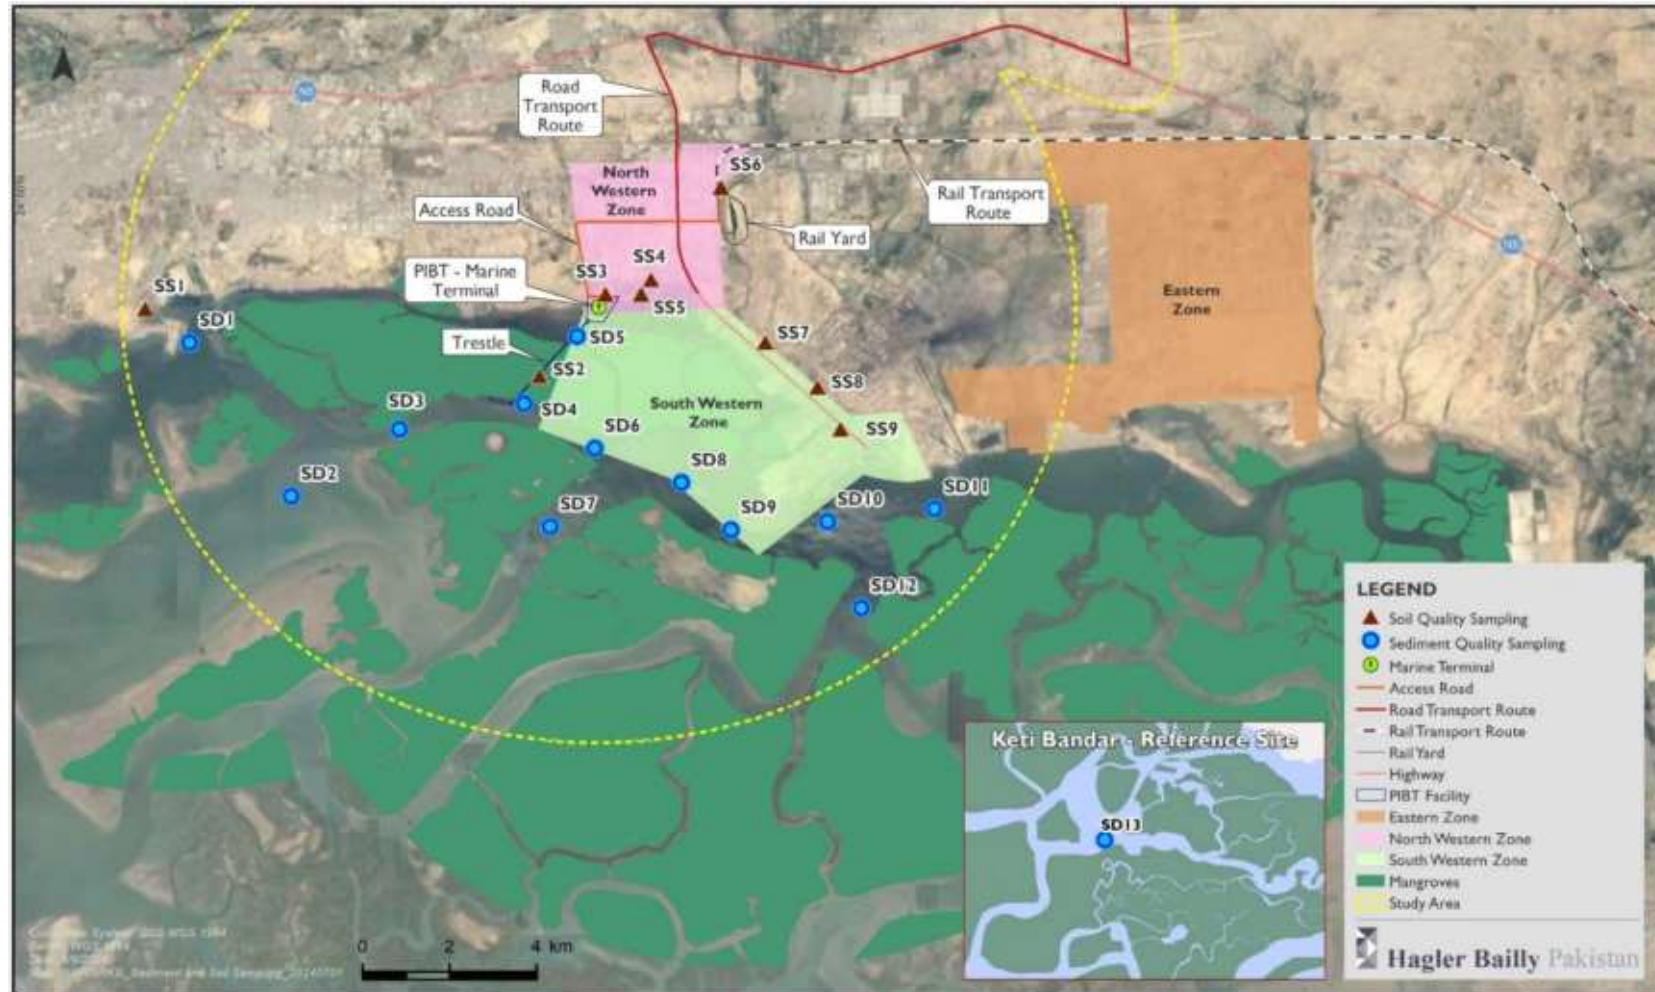 Road
Transport
Route
N5
SS6
North
Western
Zone
Rail Transport
Route
Access Road
Rail Yard
SS4
SS3
PIBT - Marine
Terminal
SS5
Eastern
Zone
SS1
SD1
SD5
SS7
Trestle
SS2
SS8
SD4
South Western
Zone
SD3
SS9
SD6
SD8
SD2
SD11
SD10
SD7
SD9
SD12
LEGEND
Soil Quality Sampling
Sediment Quality Sampling
Marine Terminal
Access Road
Road Transport Route
Rail Transport Route
Rail Yard
Highway
PIBT Facility
Eastern Zone
North Western Zone
South Western Zone
Mangroves
Study Area
Keti Bandar - Reference Site
SD13
0 2 4 km
Hagler Bailly Pakistan